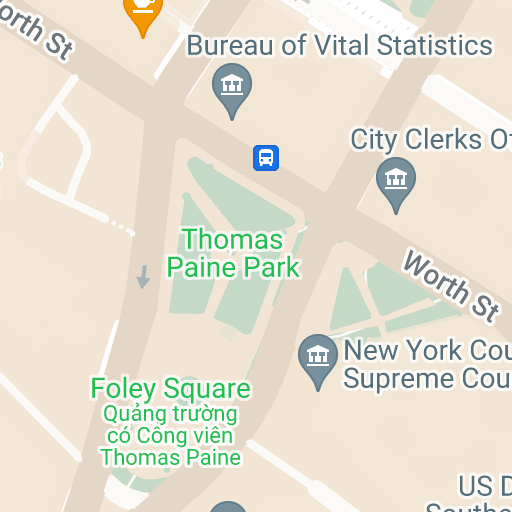 Worth St
Bureau of Vital Statistics
City Clerks Of
Thomas
Paine Park
Worth St
New York Cou
Supreme Cou
Foley Square
Quảng trường
có Công viên
Thomas Paine
US D
Southe